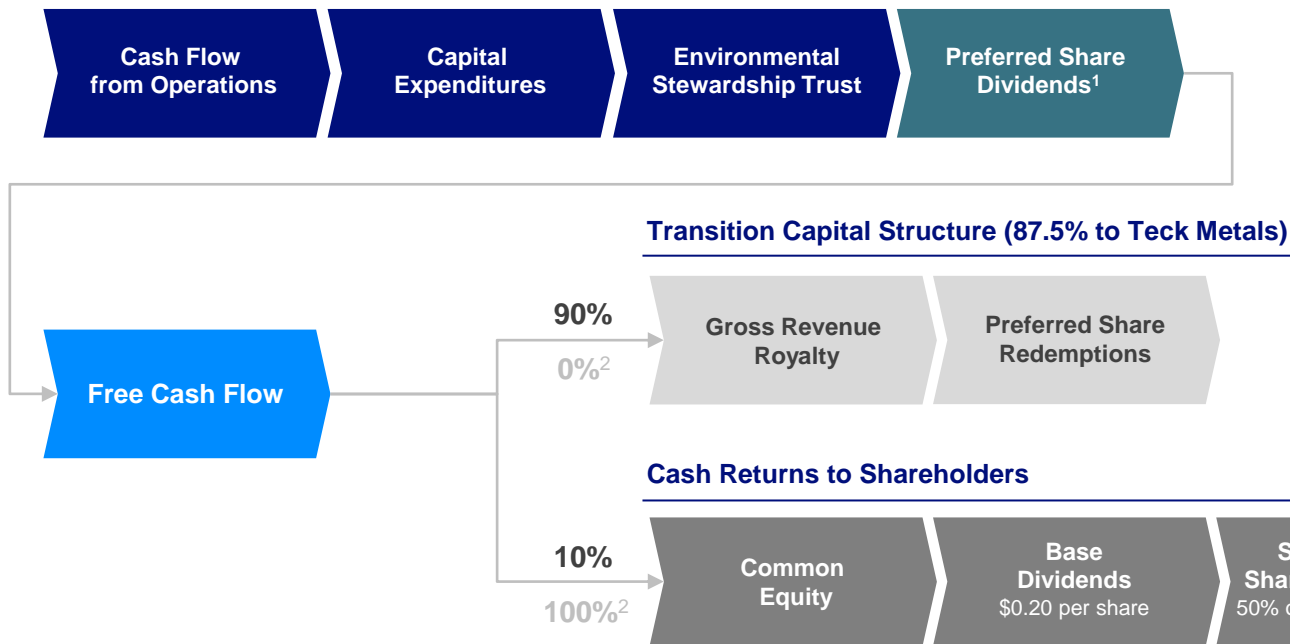 Cash Flow
from Operations
Capital
Expenditures
Environmental
Stewardship Trust
Preferred Share
Dividends¹
Transition Capital Structure (87.5% to Teck Metals)
90%
0%²
Gross Revenue
Royalty
Preferred Share
Redemptions
Free Cash Flow
Cash Returns to Shareholders
10%
100%²
Common
Equity
Base
Dividends
$0.20 per share
50%